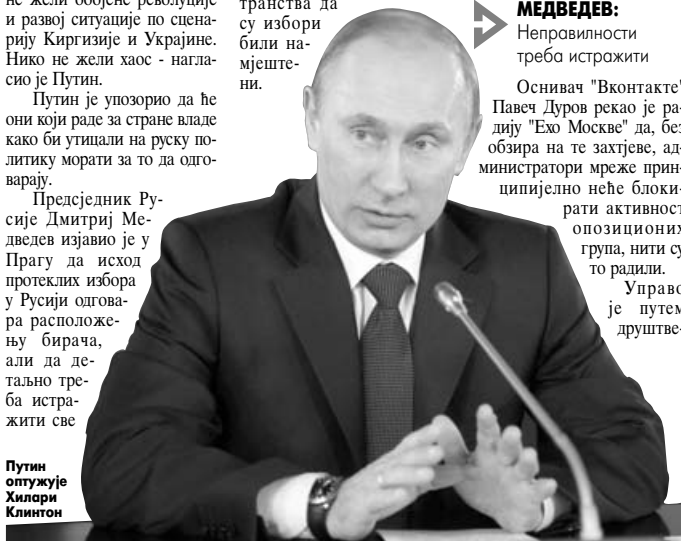 не жели обојене револуције
и развој ситуације по сцена-
рију Киргизије и Украјине.
Нико не жели хаос - нагла-
сио је Путин.
Путин је упозорио да ће
они који раде за стране владе
како би утицали на руску по-
литику морати за то да одго-
варају.
Предсједник Ру-
сије Дмитриј Ме-
дведев изјавио је у
Прагу да исход
протеклих избора
у Русији одгова-
ра расположе-
њу бирача,
али да де-
таљно тре-
ба истра-
жити све
Путин
оптужује
Хилари
Клинтон
транства да
су избори
били на-
мјеште-
ни.
МЕДВЕДЕВ:
Неправилности
треба истражити
Оснивач "Вконтакте"
Павеч Дуров рекао је ра-
дију "Ехо Москве" да, без
обзира на те захтјеве, ад-
министратори мреже прин-
ципијелно неће блоки-
рати активност
опозиционих
група, нити су
то радили.
Управо
је путем
друштве-